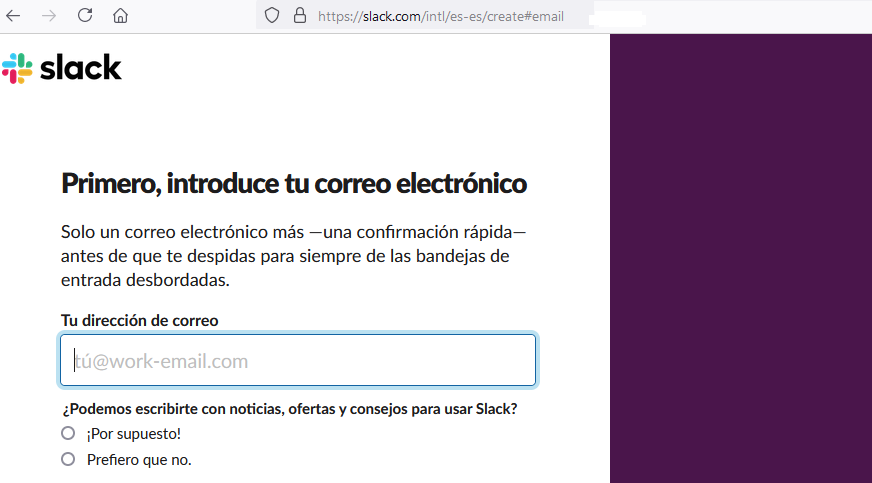 https://slack.com/intl/es-es/create#email
slack
Primero, introduce tu correo electrónico
Solo un correo electrónico más —una confirmación rápida—
antes de que te despidas para siempre de las bandejas de
entrada desbordadas.
Tu dirección de correo
tú@work-email.com
¿Podemos escribirte con noticias, ofertas y consejos para usar Slack?
¡Por supuesto!
Prefiero que no.